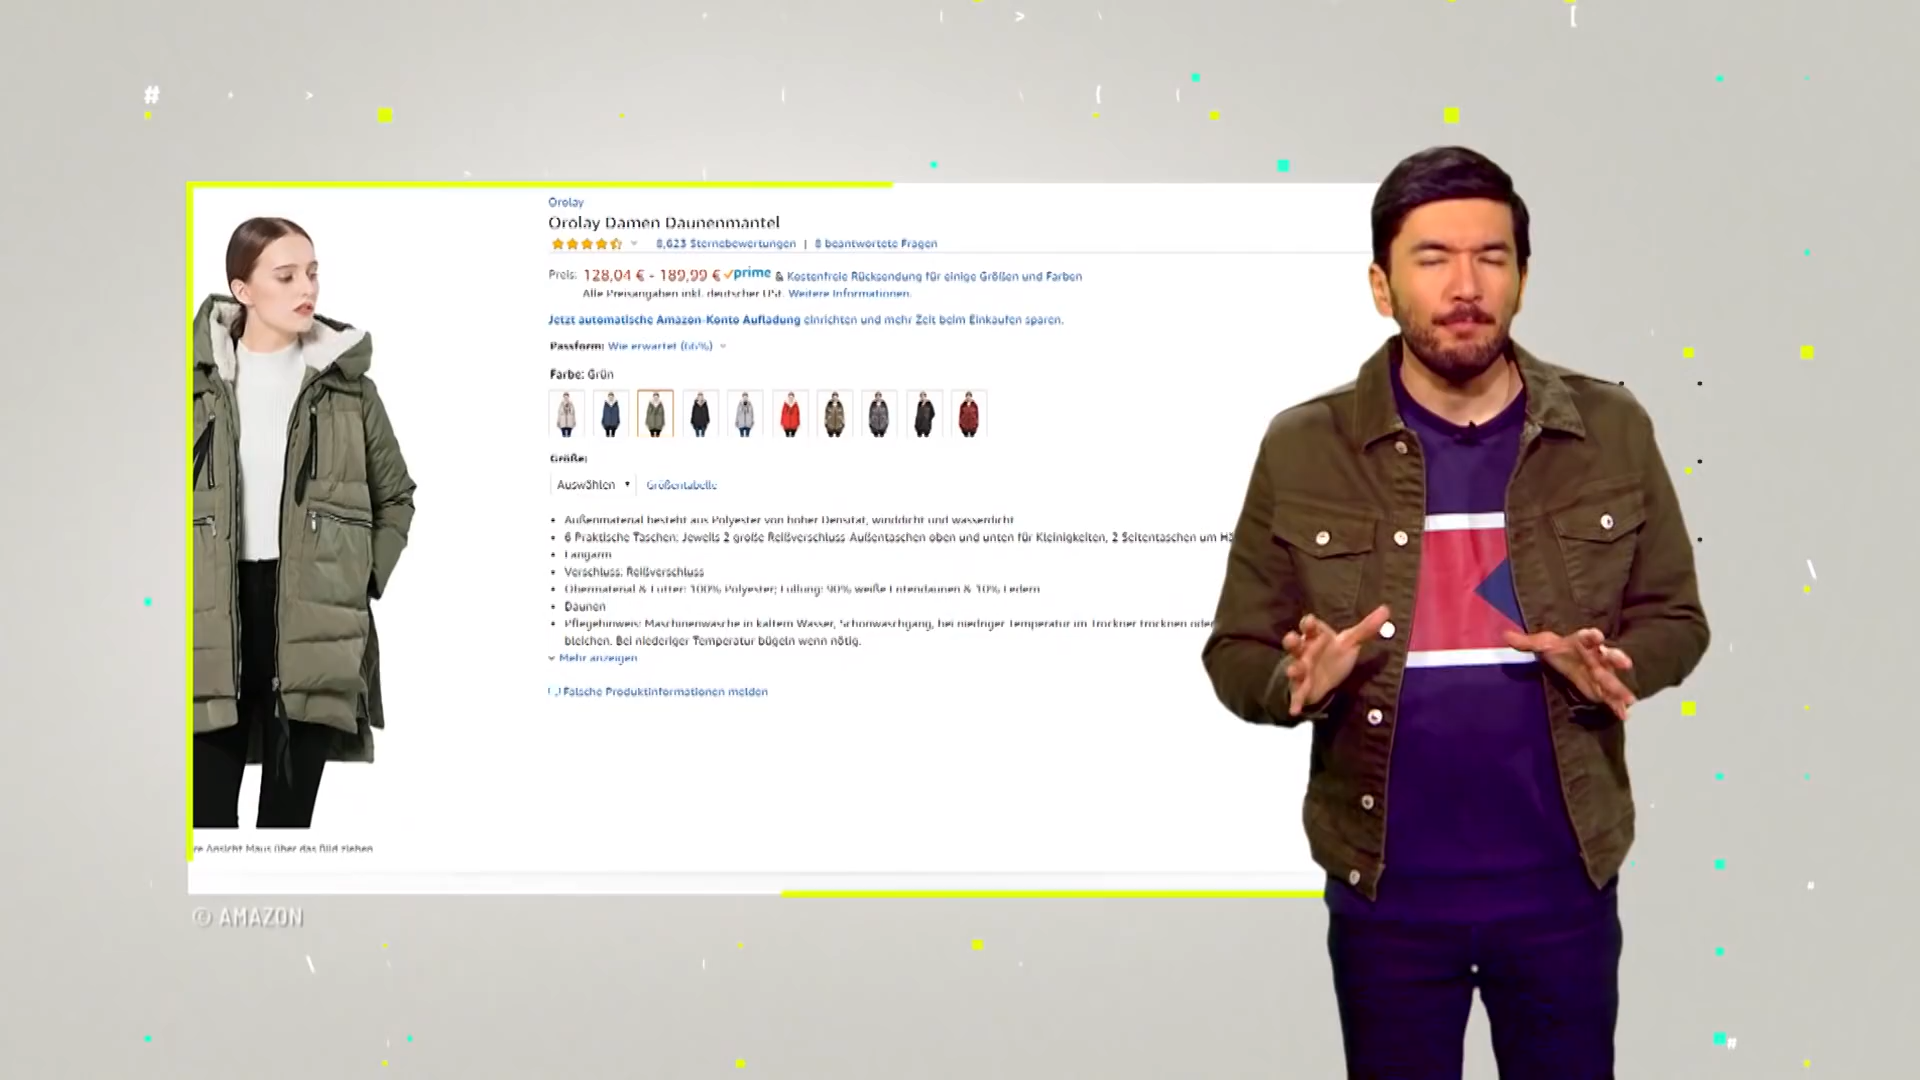 Orolay
Orolay Damen Daunenmantel
8,623 Sternebewertungen | 8 beantwortete Fragen
Preis: 128,04 € - 189,99 € prime & Kostenfreie Rücksendung für einige Größen und Farben
Alle Preisangaben inkl. deutscher USt. Weitere Informationen.
Jetzt automatische Amazon-Konto Aufladung einrichten und mehr Zeit beim Einkaufen sparen.
Passform: Wie erwartet (66%)
Farbe: Grün
Größe:
Auswählen Größentabelle
• Außenmaterial besteht aus Polyester von hoher Densität, winddicht und wasserdicht
• 6 Praktische Taschen: Jeweils 2 große Reißverschluss Außentaschen oben und unten für Kleinigkeiten, 2 Seitentaschen um
• Langarm
• Verschluss: Reißverschluss
• Obermaterial & Futter: 100% Polyester; Füllung: 90% weiße Entendaunen & 10% Federn
• Daunen
• Pflegehinweis: Maschinenwäsche in kaltem Wasser, Schonwaschgang, bei niedriger Temperatur im Trockner trocknen oder
bleichen. Bei niederiger Temperatur bügeln wenn nötig.
Mehr anzeigen
Falsche Produktinformationen melden
re Ansicht Maus über das Bild ziehen
© AMAZON